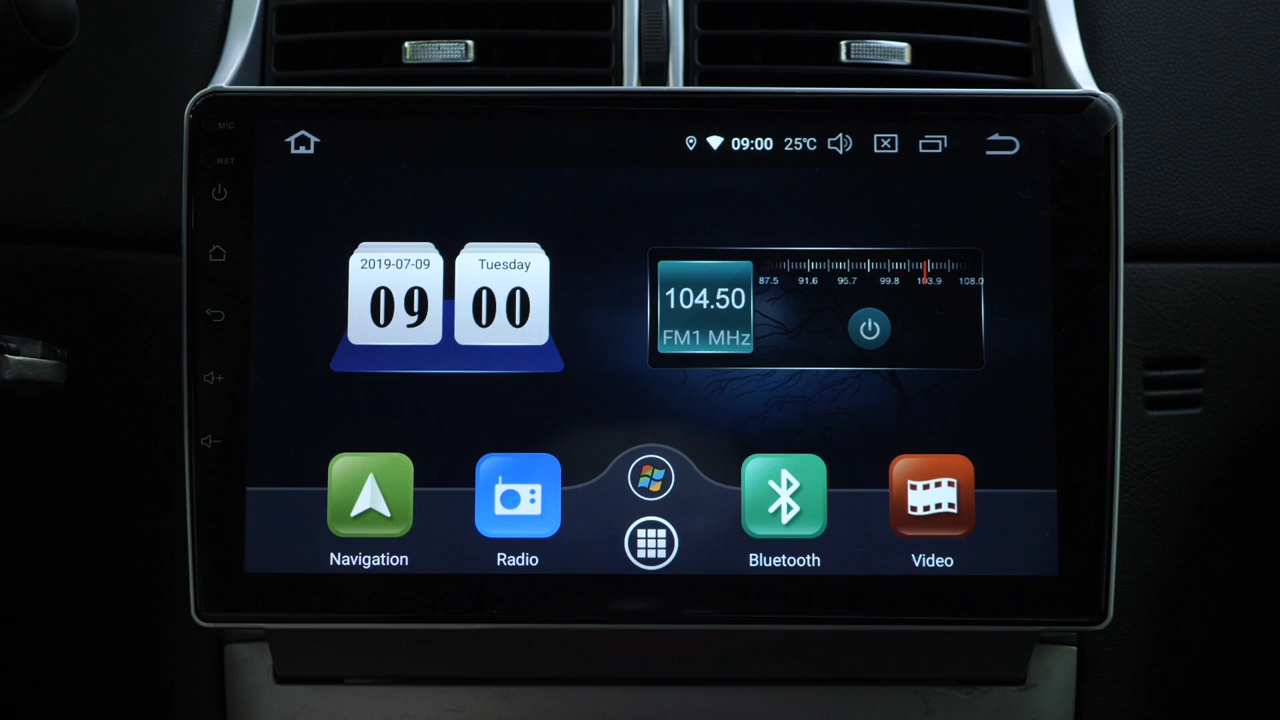 MIC
RST
09:00 25℃
2019-07-09 Tuesday
09 00
104.50
FM1 MHz
87.5 91.6 95.7 99.8 103.9 108.0
Navigation Radio Bluetooth Video